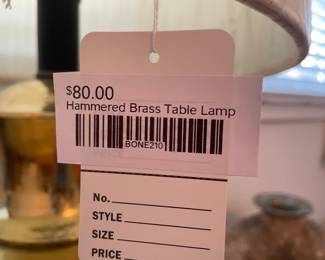 $80.00
Hammered Brass Table Lamp
BONE210
No.
STYLE
SIZE
PRICE